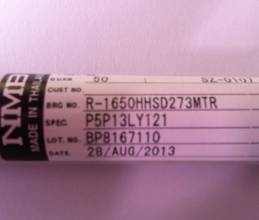 NMB
MADE IN THAILAND
50
CUST NO.
BRG NO. R-1650HHSD273MTR
SPEC. P5P13LY121
LOT. NO. BP8167110
DATE. 28/AUG/2013